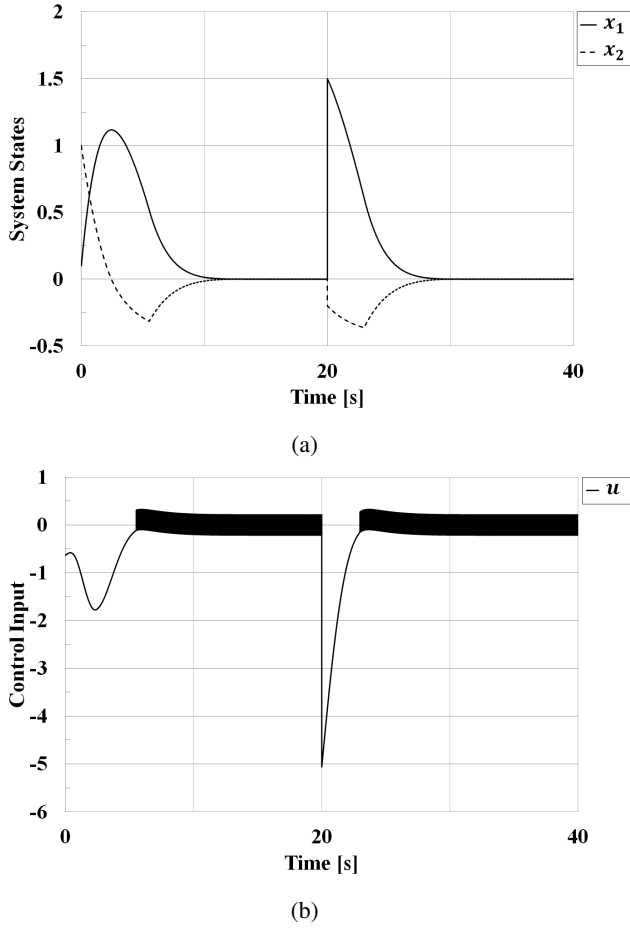 2
x₁
x₂
1.5
1
0.5
0
-0.5
System States
0
20
40
Time [s]
(a)
1
u
0
-1
-2
-3
-4
-5
-6
Control Input
0
20
40
Time [s]
(b)